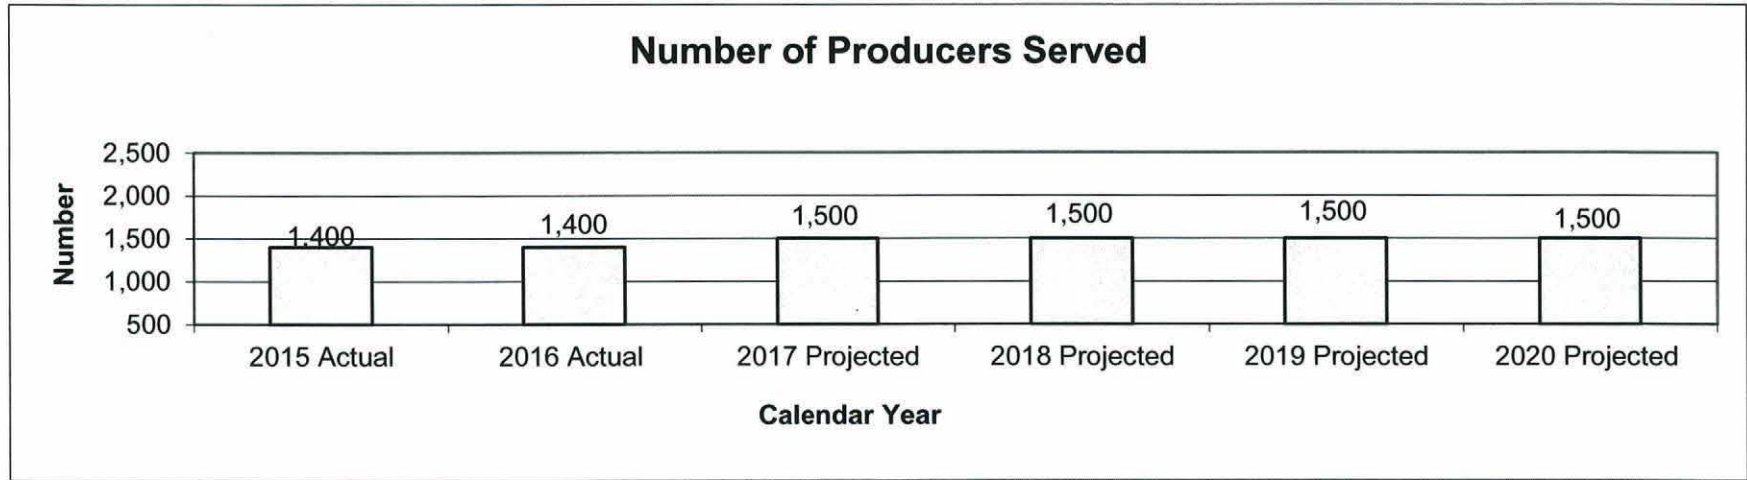 Number of Producers Served
2,500
2,000
1,500
1,000
500
Number
1,400
1,400
1,500
1,500
1,500
1,500
2015 Actual
2016 Actual
2017 Projected
2018 Projected
2019 Projected
2020 Projected
Calendar Year